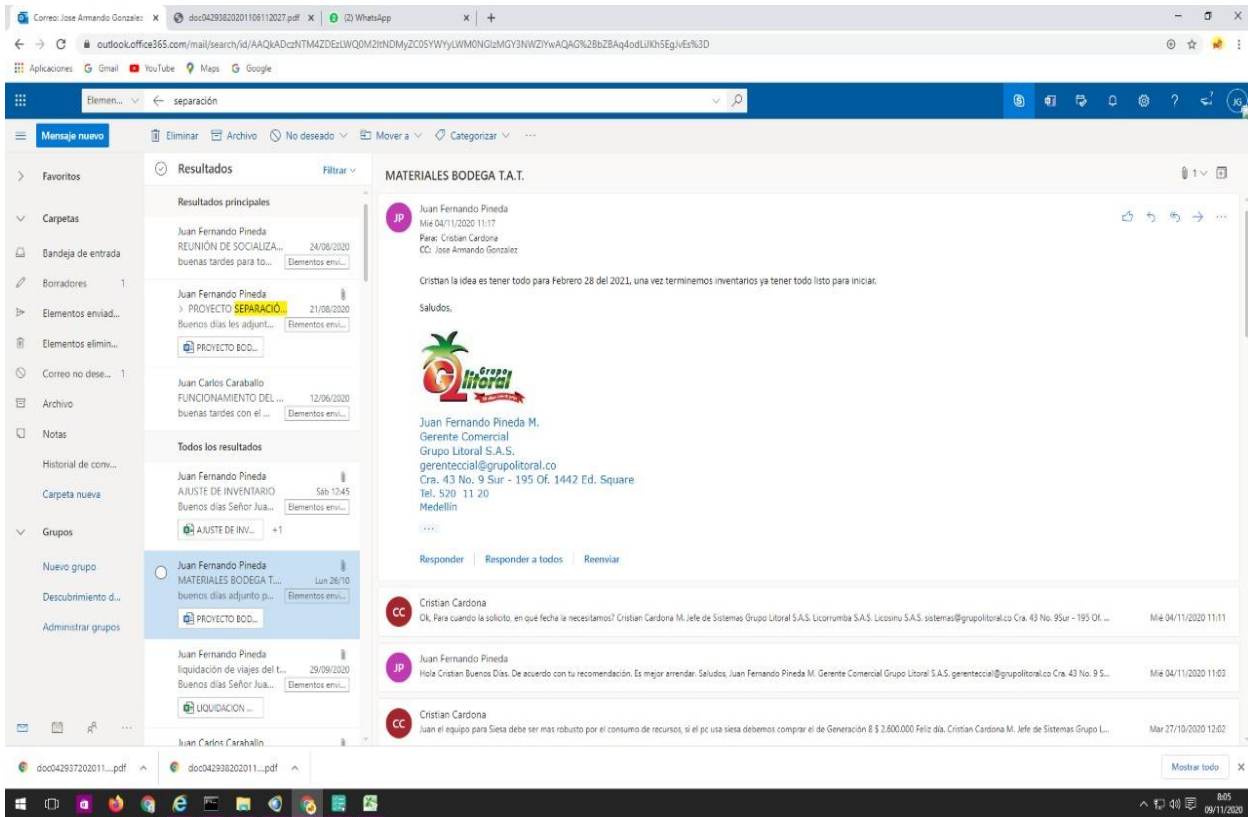 Correo: Jose Armando Gonzalez
doc04293820201106112027.pdf
(2) WhatsApp
outlook.office365.com/mail/search/id/
Aplicaciones Gmail YouTube Maps Google
Elemen... separación
Mensaje nuevo Eliminar Archivo No deseado Mover a Categorizar ...
Favoritos
Carpetas
Bandeja de entrada
Borradores 1
Elementos enviad...
Elementos elimin...
Correo no dese... 1
Archivo
Notas
Historial de conv...
Carpeta nueva
Grupos
Nuevo grupo
Descubrimiento d...
Administrar grupos
Resultados Filtrar
Resultados principales
Juan Fernando Pineda
REUNIÓN DE SOCIALIZA... 24/08/2020
buenas tardes para to... Elementos envi...
Juan Fernando Pineda
> PROYECTO SEPARACIÓ... 21/08/2020
Buenos días les adjunt... Elementos envi...
PROYECTO BOD...
Juan Carlos Caraballo
FUNCIONAMIENTO DEL ... 12/06/2020
buenas tardes con el ... Elementos envi...
Todos los resultados
Juan Fernando Pineda
AJUSTE DE INVENTARIO Sáb 12:45
Buenos días Señor Jua... Elementos envi...
AJUSTE DE INV... +1
Juan Fernando Pineda
MATERIALES BODEGA T.... Lun 26/10
buenos días adjunto p... Elementos envi...
PROYECTO BOD...
Juan Fernando Pineda
liquidación de viajes del t... 29/09/2020
Buenos días Señor Jua... Elementos envi...
LIQUIDACION ...
Juan Carlos Caraballo
MATERIALES BODEGA T.A.T. 1
JP
Juan Fernando Pineda
Mié 04/11/2020 11:17
Para: Cristian Cardona
CC: Jose Armando Gonzalez
Cristian la idea es tener todo para Febrero 28 del 2021, una vez terminemos inventarios ya tener todo listo para iniciar.
Saludos,
Grupo
litoral
Juan Fernando Pineda M.
Gerente Comercial
Grupo Litoral S.A.S.
gerenteccial@grupolitoral.co
Cra. 43 No. 9 Sur - 195 Of. 1442 Ed. Square
Tel. 520 11 20
Medellín
...
Responder Responder a todos Reenviar
CC
Cristian Cardona
Ok, Para cuando la solicito, en qué fecha la necesitamos? Cristian Cardona M. Jefe de Sistemas Grupo Litoral S.A.S. Licorrumba S.A.S. Licosinu S.A.S. sistemas@grupolitoral.co Cra. 43 No. 9Sur - 195 Of. ... Mié 04/11/2020 11:11
JP
Juan Fernando Pineda
Hola Cristian Buenos Días. De acuerdo con tu recomendación. Es mejor arrendar. Saludos, Juan Fernando Pineda M. Gerente Comercial Grupo Litoral S.A.S. gerenteccial@grupolitoral.co Cra. 43 No. 9 S... Mié 04/11/2020 11:03
CC
Cristian Cardona
Juan el equipo para Siesa debe ser mas robusto por el consumo de recursos, si el pc usa siesa debemos comprar el de Generación 8 $ 2.600.000 Feliz día. Cristian Cardona M. Jefe de Sistemas Grupo L... Mar 27/10/2020 12:02
doc042937202011....pdf doc042938202011....pdf Mostrar todo
8:05
09/11/2020